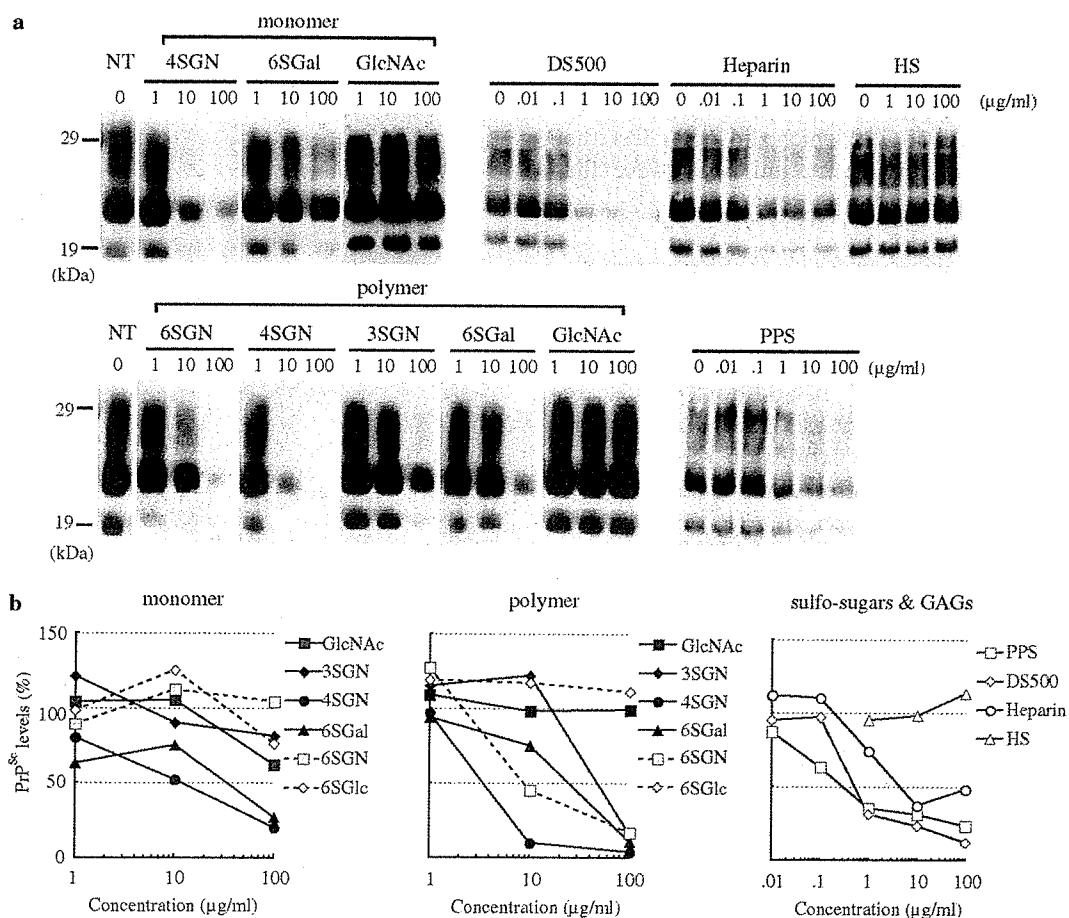 a
monomer
NT 4SGN 6SGal GlcNAc DS500 Heparin HS
0 1 10 100 1 10 100 1 10 100 0 .01 .1 1 10 100 0 .01 .1 1 10 100 0 1 10 100 (μg/ml)
29
19
(kDa)
polymer
NT 6SGN 4SGN 3SGN 6SGal GlcNAc PPS
0 1 10 100 1 10 100 1 10 100 1 10 100 1 10 100 0 .01 .1 1 10 100 (μg/ml)
29
19
(kDa)
b
monomer
PrPSc levels (%)
150
100
50
0
1 10 100
Concentration (μg/ml)
GlcNAc
3SGN
4SGN
6SGal
6SGN
6SGlc
polymer
1 10 100
Concentration (μg/ml)
GlcNAc
3SGN
4SGN
6SGal
6SGN
6SGlc
sulfo-sugars & GAGs
.01 .1 1 10 100
Concentration (μg/ml)
PPS
DS500
Heparin
HS